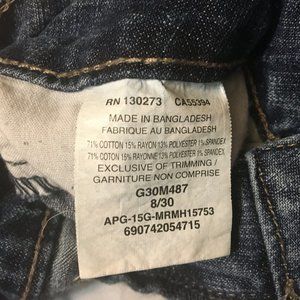 RN 130273 CA55394
MADE IN BANGLADESH
FABRIQUE AU BANGLADESH
71% COTTON 15% RAYON 13% POLYESTER 1% SPANDEX
71% COTON 15% RAYONNE 13% POLYESTER 1% SPANDEX
EXCLUSIVE OF TRIMMING /
GARNITURE NON COMPRISE
G30M487
8/30
APG-15G-MRMH15753
690742054715